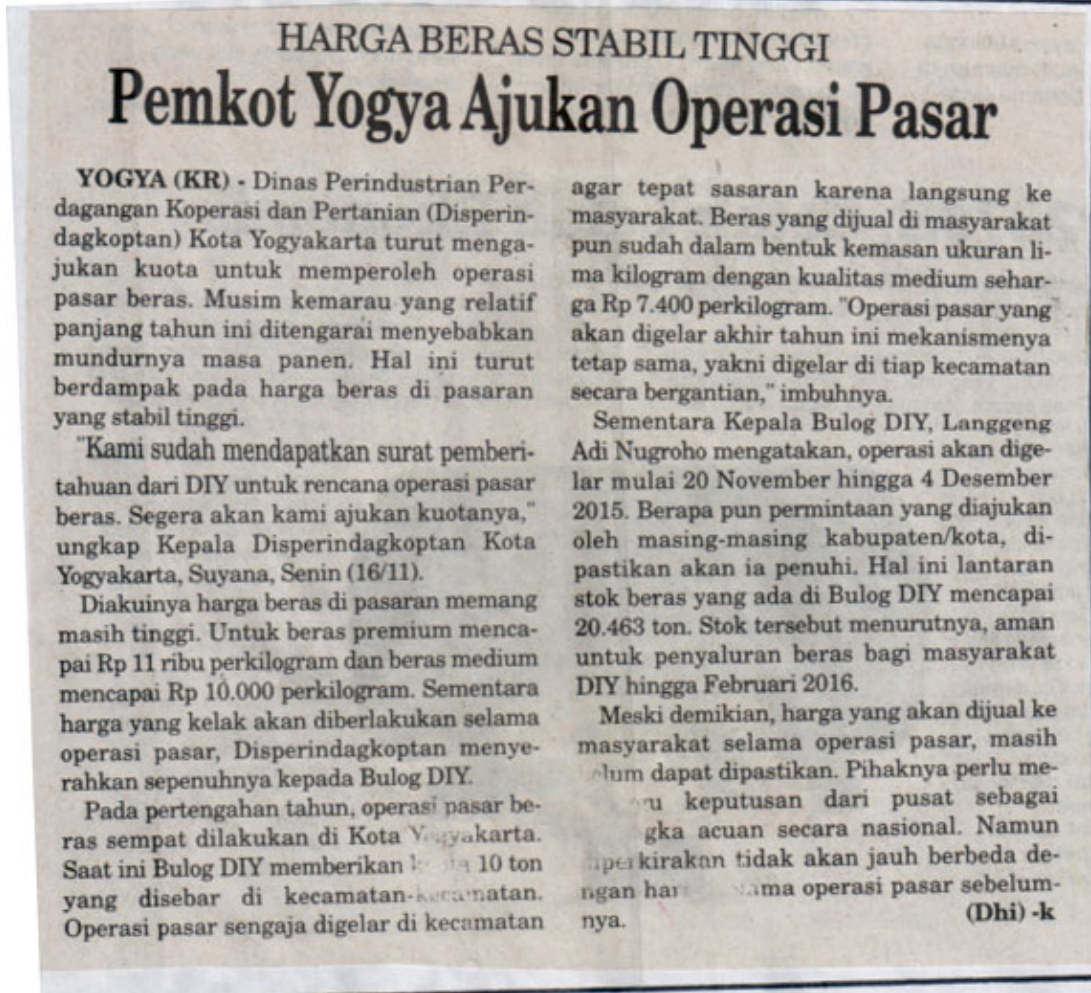 HARGA BERAS STABIL TINGGI
Pemkot Yogya Ajukan Operasi Pasar
YOGYA (KR) - Dinas Perindustrian Per-
dagangan Koperasi dan Pertanian (Disperin-
dagkoptan) Kota Yogyakarta turut menga-
jukan kuota untuk memperoleh operasi
pasar beras. Musim kemarau yang relatif
panjang tahun ini ditengarai menyebabkan
mundurnya masa panen. Hal ini turut
berdampak pada harga beras di pasaran
yang stabil tinggi.
"Kami sudah mendapatkan surat pemberi-
tahuan dari DIY untuk rencana operasi pasar
beras. Segera akan kami ajukan kuotanya,"
ungkap Kepala Disperindagkoptan Kota
Yogyakarta, Suyana, Senin (16/11).
Diakuinya harga beras di pasaran memang
masih tinggi. Untuk beras premium menca-
pai Rp 11 ribu perkilogram dan beras medium
mencapai Rp 10.000 perkilogram. Sementara
harga yang kelak akan diberlakukan selama
operasi pasar, Disperindagkoptan menye-
rahkan sepenuhnya kepada Bulog DIY.
Pada pertengahan tahun, operasi pasar be-
ras sempat dilakukan di Kota Yogyakarta.
Saat ini Bulog DIY memberikan 10 ton
yang disebar di kecamatan-kecamatan.
Operasi pasar sengaja digelar di kecamatan
agar tepat sasaran karena langsung ke
masyarakat. Beras yang dijual di masyarakat
pun sudah dalam bentuk kemasan ukuran li-
ma kilogram dengan kualitas medium sehar-
ga Rp 7.400 perkilogram. "Operasi pasar yang
akan digelar akhir tahun ini mekanismenya
tetap sama, yakni digelar di tiap kecamatan
secara bergantian," imbuhnya.
Sementara Kepala Bulog DIY, Langgeng
Adi Nugroho mengatakan, operasi akan dige-
lar mulai 20 November hingga 4 Desember
2015. Berapa pun permintaan yang diajukan
oleh masing-masing kabupaten/kota, di-
pastikan akan ia penuhi. Hal ini lantaran
stok beras yang ada di Bulog DIY mencapai
20.463 ton. Stok tersebut menurutnya, aman
untuk penyaluran beras bagi masyarakat
DIY hingga Februari 2016.
Meski demikian, harga yang akan dijual ke
masyarakat selama operasi pasar, masih
dapat dipastikan. Pihaknya perlu me-
keputusan dari pusat sebagai
acuan secara nasional. Namun
diperkirakan tidak akan jauh berbeda de-
ngan operasi pasar sebelum-
nya.
(Dhi) -k